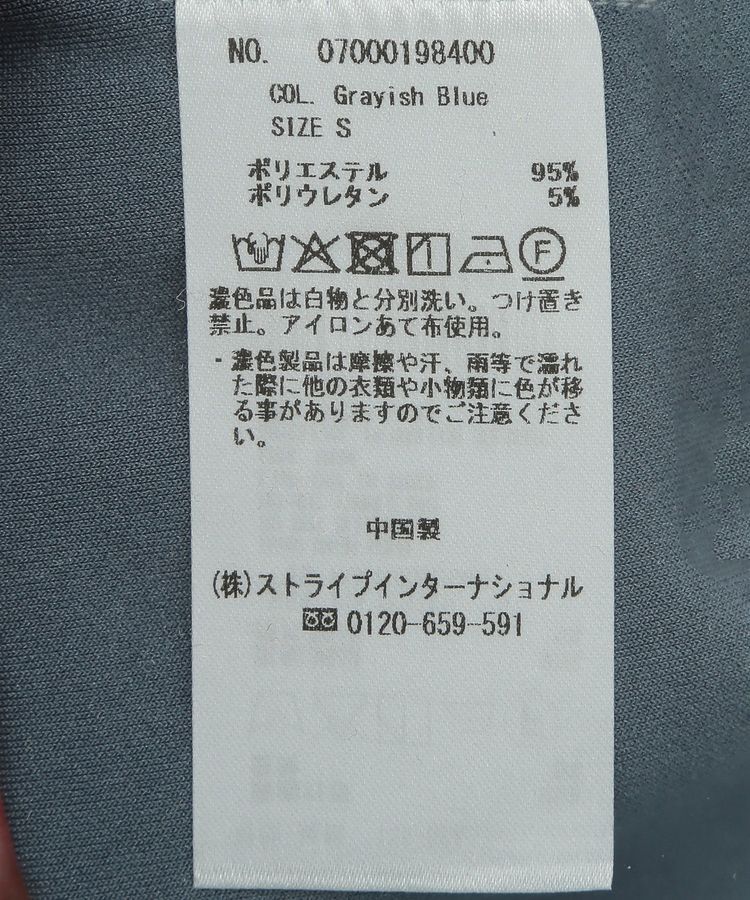 NO. 07000198400
COL. Grayish Blue
SIZE S
ポリエステル 95%
ポリウレタン 5%
F
濃色品は白物と分別洗い。つけ置き
禁止。アイロンあて布使用。
・濃色製品は摩擦や汗、雨等で濡れ
た際に他の衣類や小物類に色が移
る事がありますのでご注意くださ
い。
中国製
(株)ストライプインターナショナル
0120-659-591